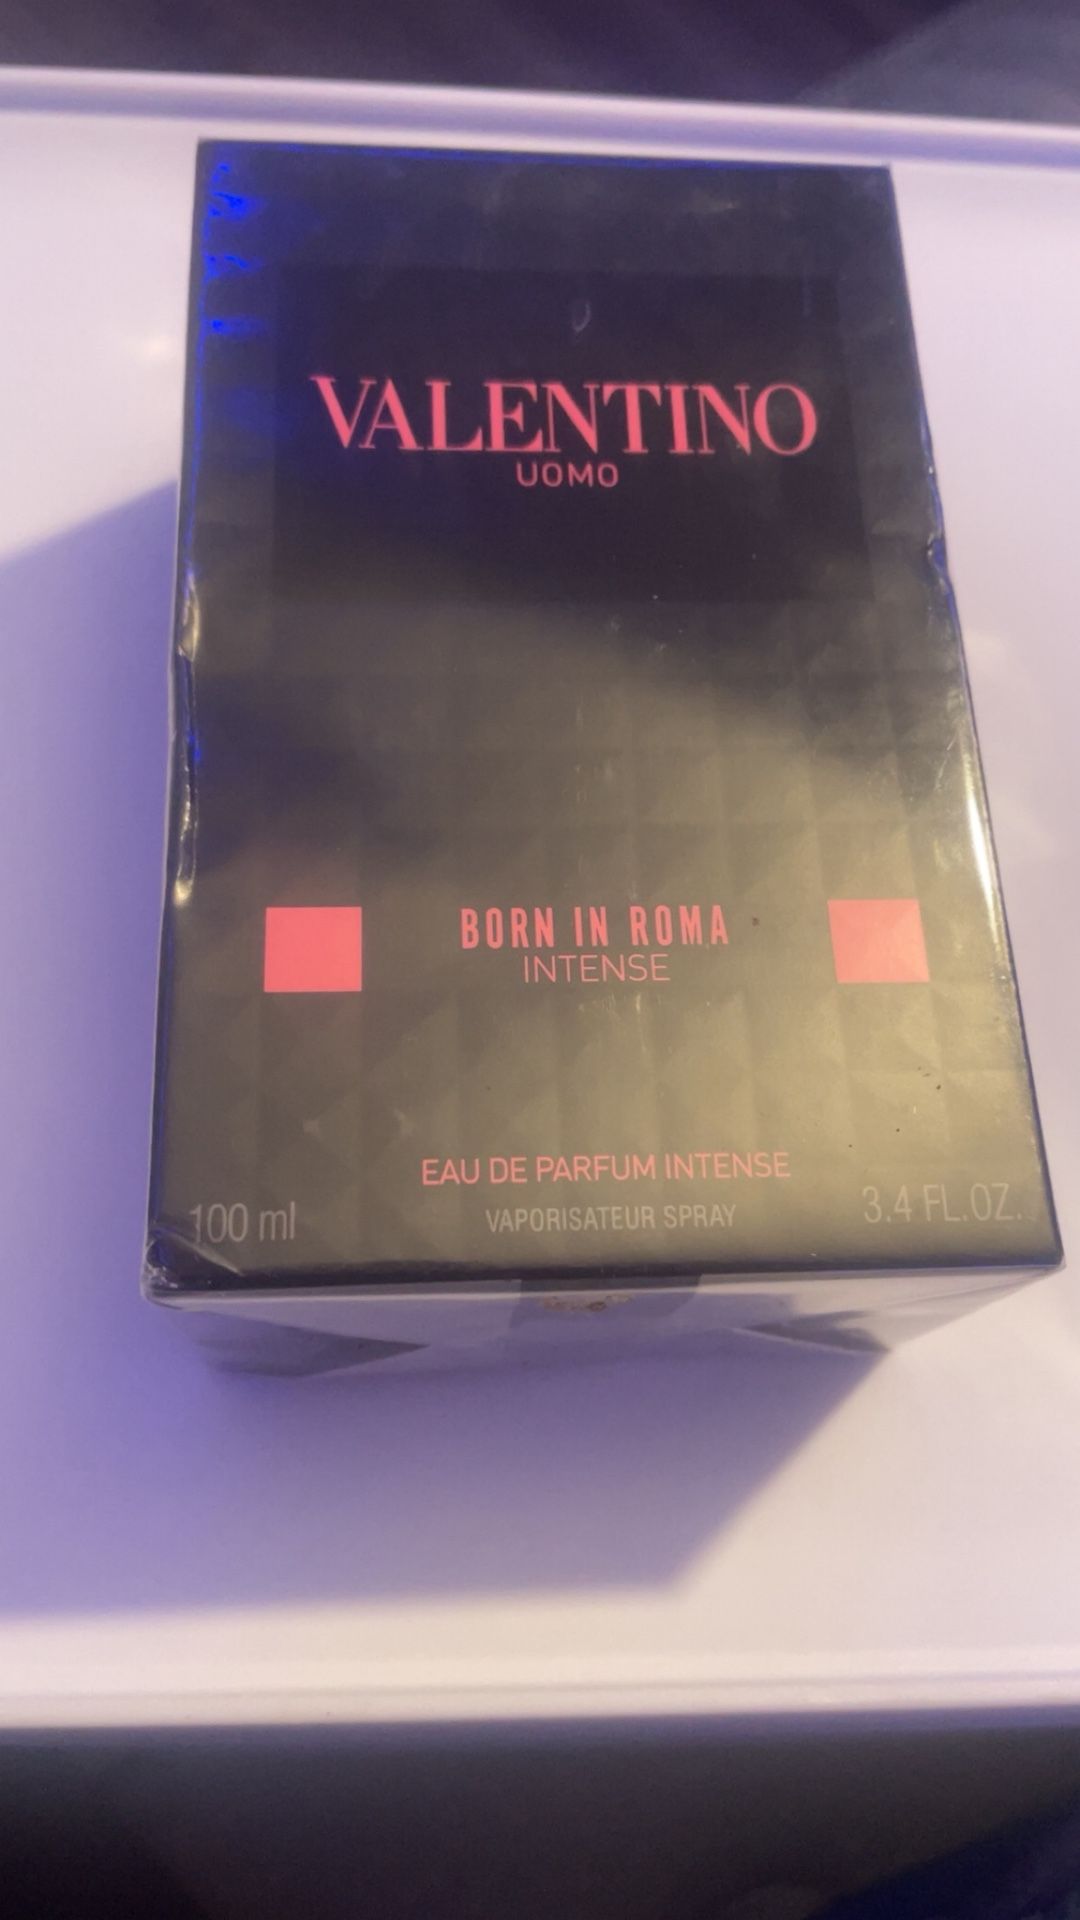 VALENTINO
UOMO
BORN IN ROMA
INTENSE
EAU DE PARFUM INTENSE
100 ml VAPORISATEUR SPRAY 3.4 FL.OZ.